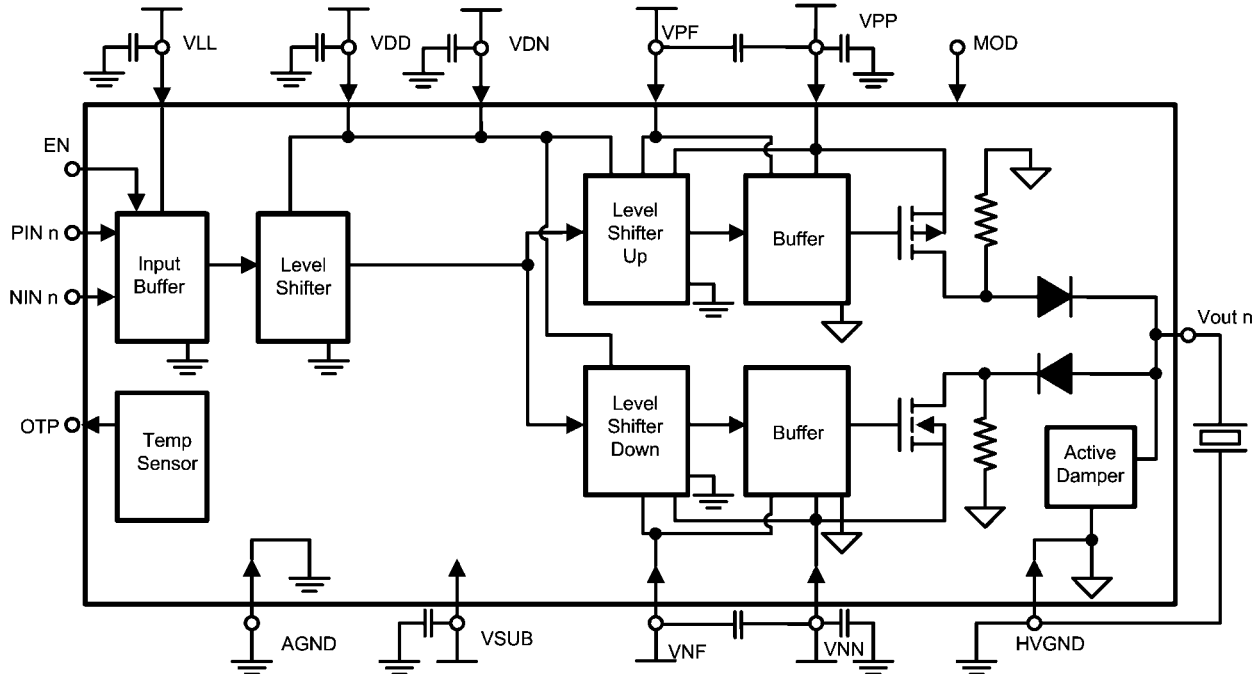 VLL
VDD
VDN
VPF
VPP
MOD
EN
PIN n
NIN n
OTP
Input
Buffer
Level
Shifter
Level
Shifter
Up
Buffer
Vout n
Temp
Sensor
Level
Shifter
Down
Buffer
Active
Damper
AGND
VSUB
VNF
VNN
HVGND